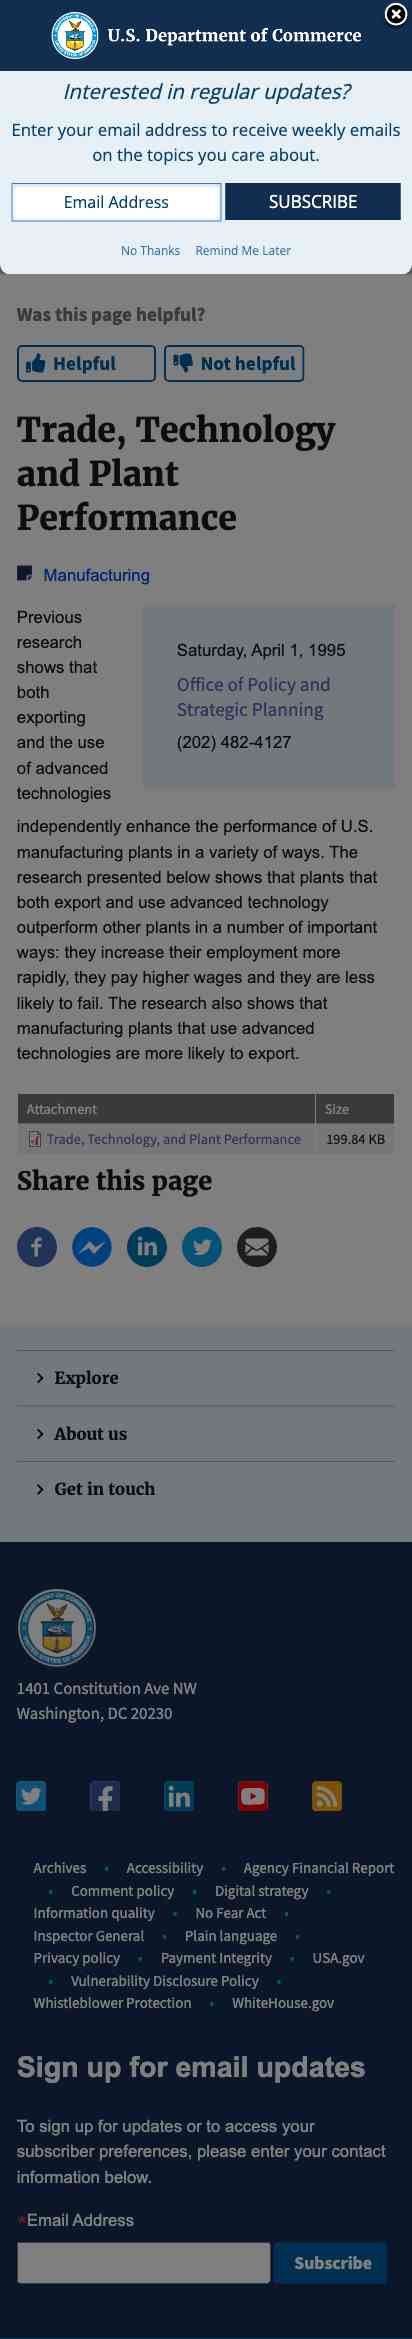 U.S. Department of Commerce
Interested in regular updates?
Enter your email address to receive weekly emails
on the topics you care about.
Email Address
SUBSCRIBE
No Thanks Remind Me Later
Was this page helpful?
Helpful
Not helpful
Trade, Technology
and Plant
Performance
Manufacturing
Saturday, April 1, 1995
Office of Policy and
Strategic Planning
(202) 482-4127
Previous
research
shows that
both
exporting
and the use
of advanced
technologies
independently enhance the performance of U.S.
manufacturing plants in a variety of ways. The
research presented below shows that plants that
both export and use advanced technology
outperform other plants in a number of important
ways: they increase their employment more
rapidly, they pay higher wages and they are less
likely to fail. The research also shows that
manufacturing plants that use advanced
technologies are more likely to export.
Attachment Size
Trade, Technology, and Plant Performance 199.84 KB
Share this page
Explore
About us
Get in touch
1401 Constitution Ave NW
Washington, DC 20230
Archives • Accessibility • Agency Financial Report
• Comment policy • Digital strategy •
Information quality • No Fear Act •
Inspector General • Plain language •
Privacy policy • Payment Integrity • USA.gov
• Vulnerability Disclosure Policy •
Whistleblower Protection • WhiteHouse.gov
Sign up for email updates
To sign up for updates or to access your
subscriber preferences, please enter your contact
information below.
*Email Address
Subscribe